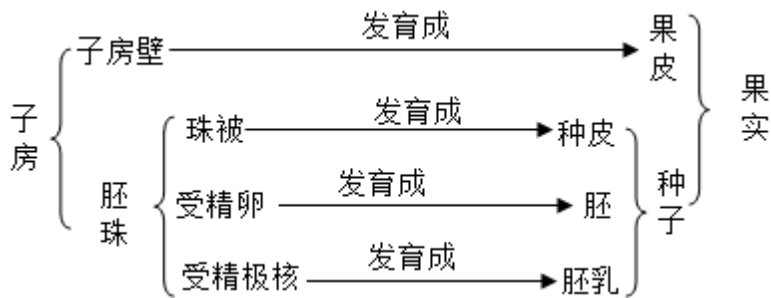 子房
子房壁 发育成 果皮
胚珠
珠被 发育成 种皮
受精卵 发育成 胚
受精极核 发育成 胚乳
种子
果实